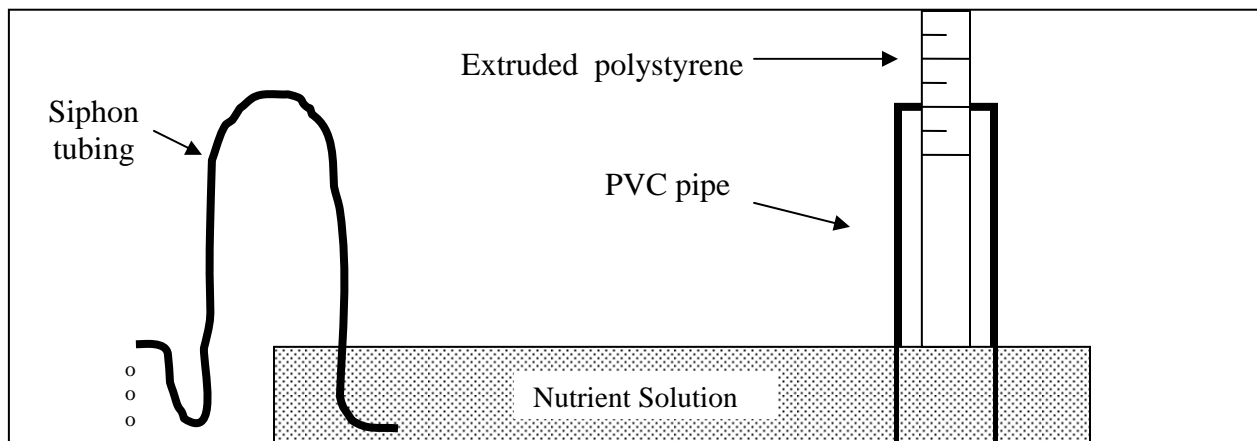 Extruded polystyrene
Siphon
tubing
PVC pipe
o
o
o
Nutrient Solution